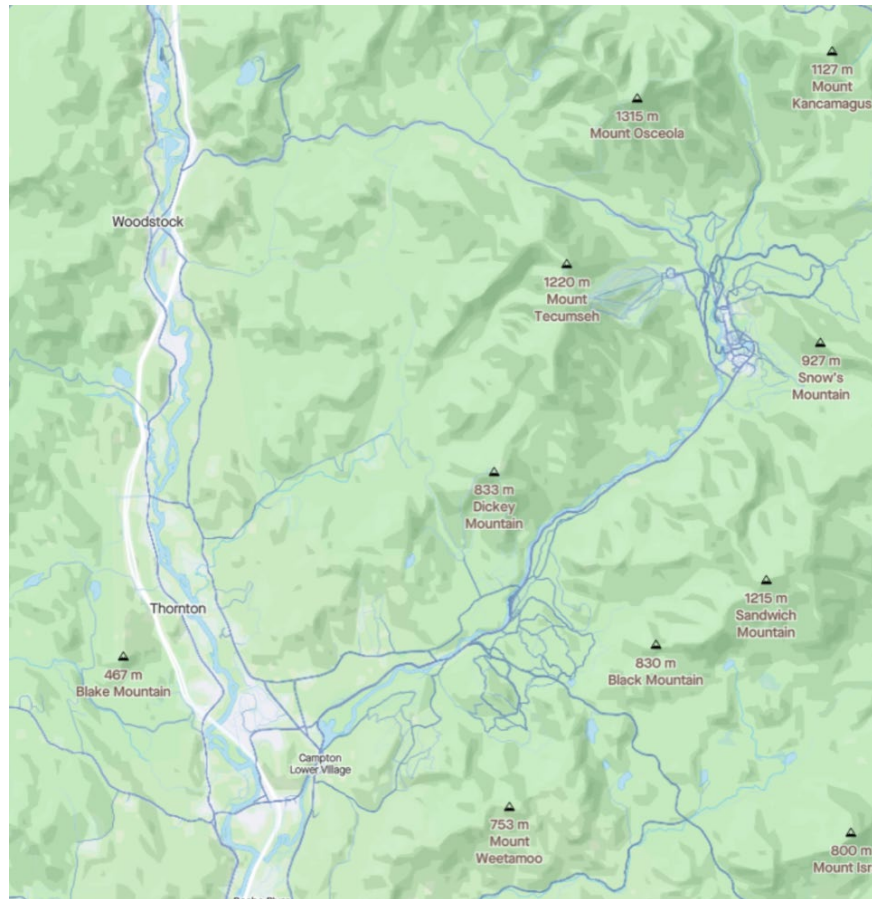 1127 m
Mount
Kancamagus
1315 m
Mount Osceola
Woodstock
1220 m
Mount
Tecumseh
927 m
Snow's
Mountain
833 m
Dickey
Mountain
1215 m
Sandwich
Mountain
Thornton
830 m
Black Mountain
467 m
Blake Mountain
Campton
Lower Village
753 m
Mount
Weetamoo
800 m
Mount Isr